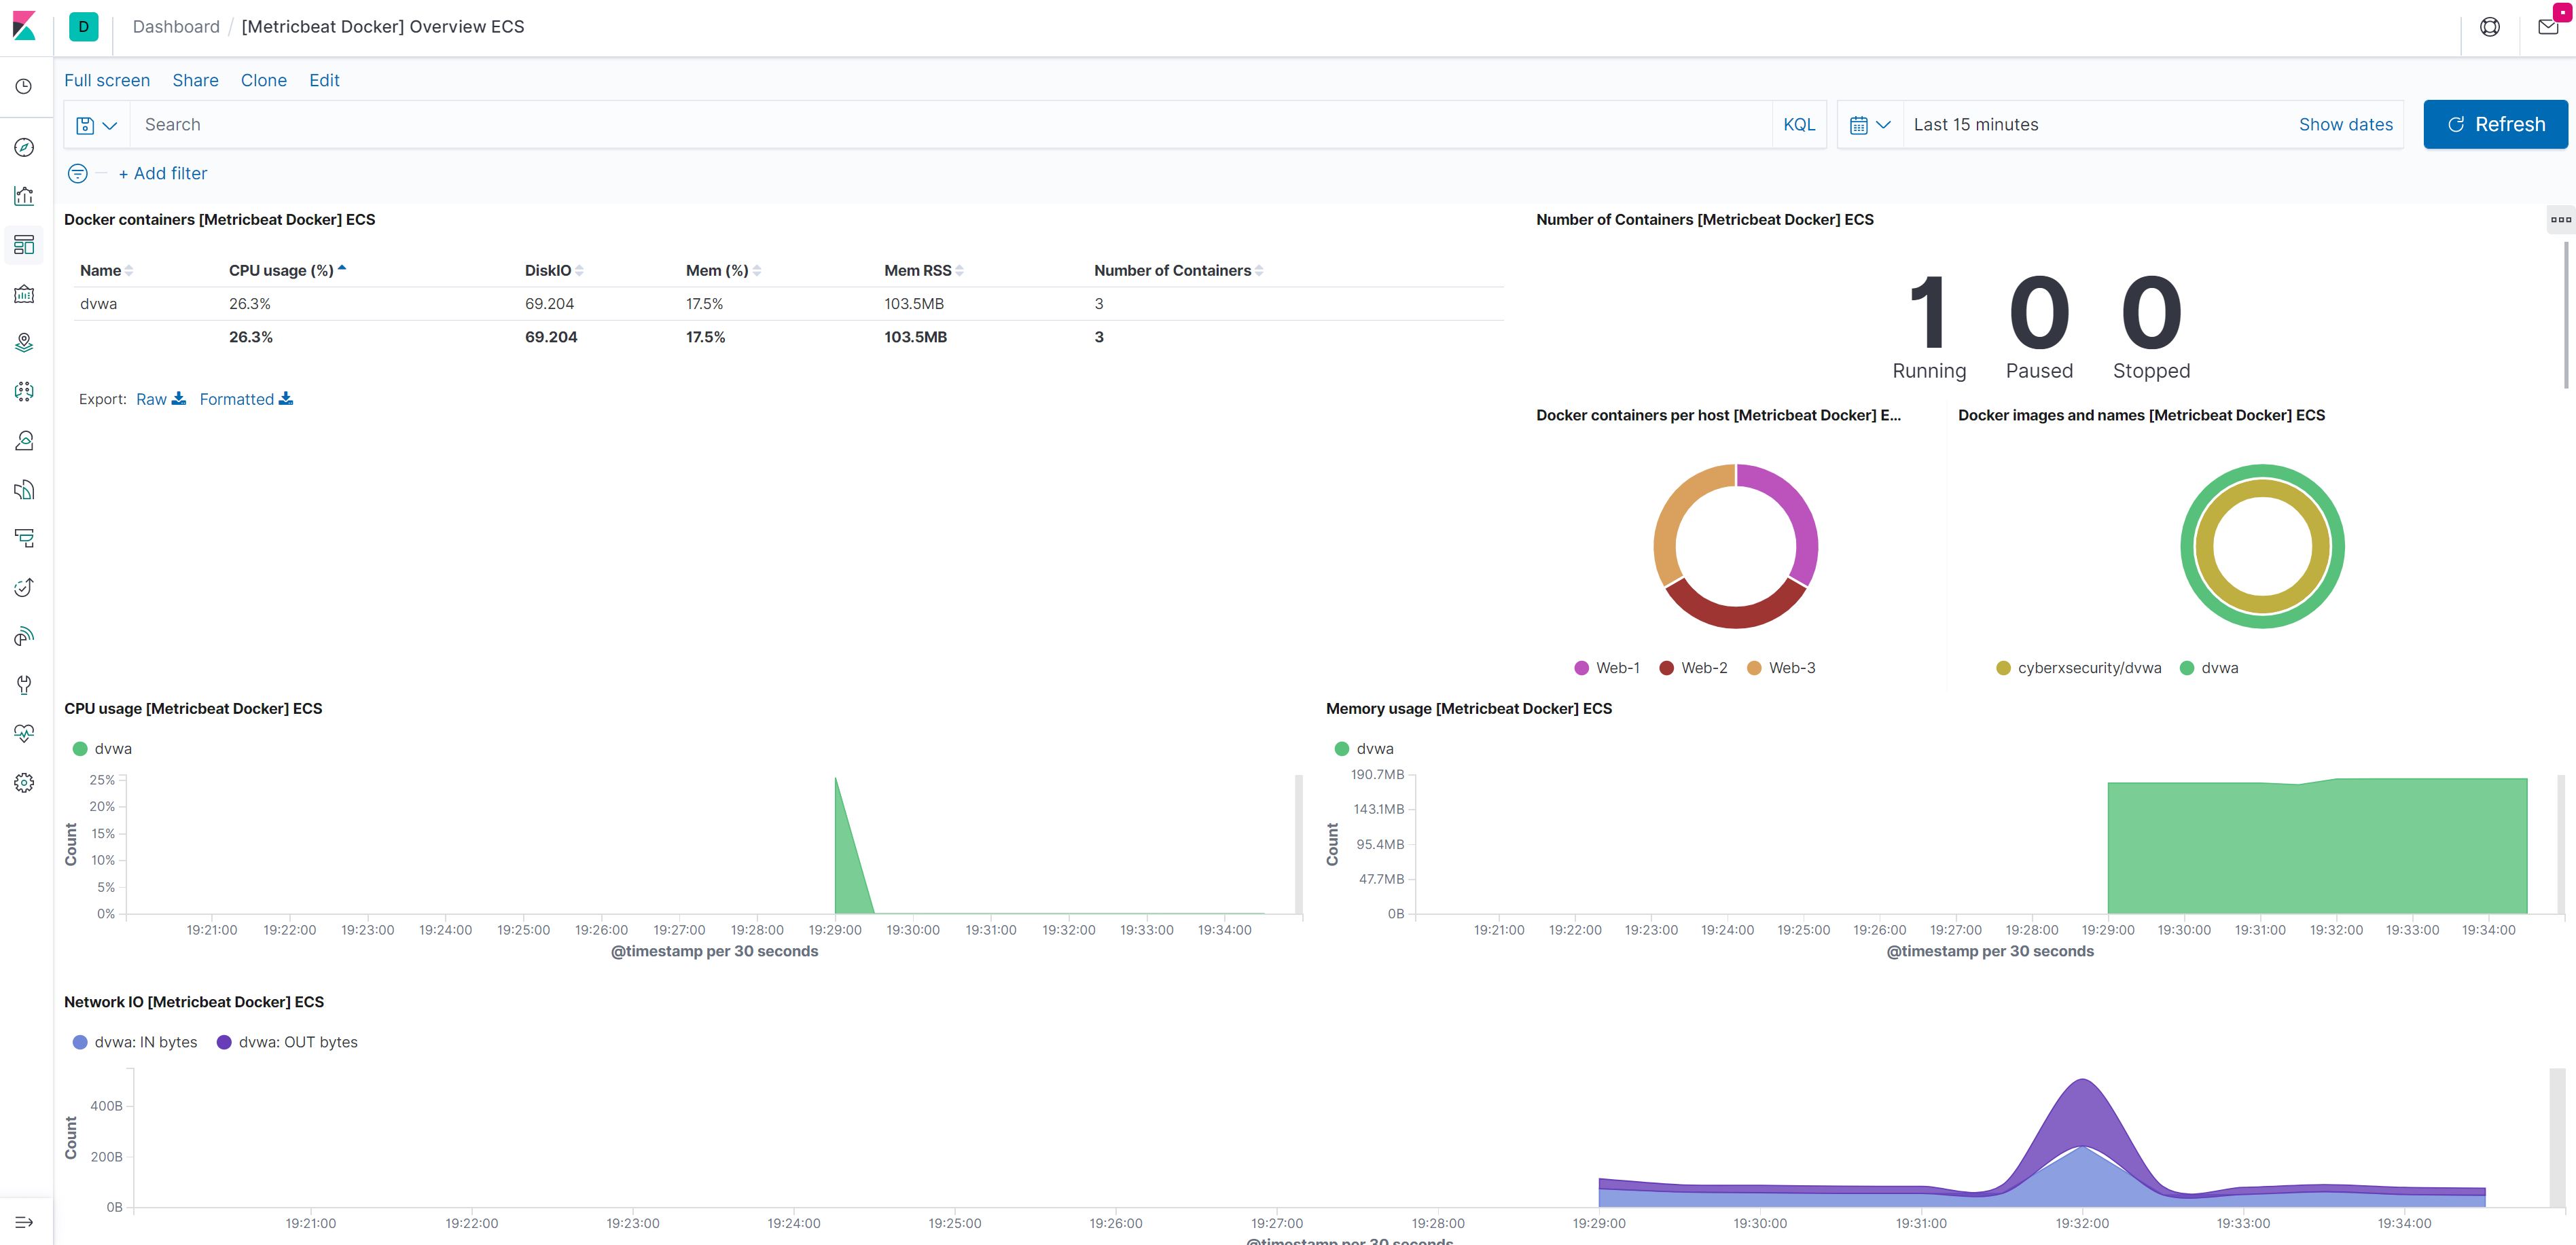 D Dashboard / [Metricbeat Docker] Overview ECS
Full screen Share Clone Edit
Search KQL Last 15 minutes Show dates Refresh
+ Add filter
Docker containers [Metricbeat Docker] ECS
Name CPU usage (%) DiskIO Mem (%) Mem RSS Number of Containers
dvwa 26.3% 69.204 17.5% 103.5MB 3
26.3% 69.204 17.5% 103.5MB 3
Export: Raw Formatted
Number of Containers [Metricbeat Docker] ECS
1 0 0
Running Paused Stopped
Docker containers per host [Metricbeat Docker] E...
Web-1 Web-2 Web-3
Docker images and names [Metricbeat Docker] ECS
cyberxsecurity/dvwa dvwa
CPU usage [Metricbeat Docker] ECS
dvwa
Count
25%
20%
15%
10%
5%
0%
19:21:00 19:22:00 19:23:00 19:24:00 19:25:00 19:26:00 19:27:00 19:28:00 19:29:00 19:30:00 19:31:00 19:32:00 19:33:00 19:34:00
@timestamp per 30 seconds
Memory usage [Metricbeat Docker] ECS
dvwa
Count
190.7MB
143.1MB
95.4MB
47.7MB
0B
19:21:00 19:22:00 19:23:00 19:24:00 19:25:00 19:26:00 19:27:00 19:28:00 19:29:00 19:30:00 19:31:00 19:32:00 19:33:00 19:34:00
@timestamp per 30 seconds
Network IO [Metricbeat Docker] ECS
dvwa: IN bytes dvwa: OUT bytes
Count
400B
200B
0B
19:21:00 19:22:00 19:23:00 19:24:00 19:25:00 19:26:00 19:27:00 19:28:00 19:29:00 19:30:00 19:31:00 19:32:00 19:33:00 19:34:00
@timestamp per 30 seconds